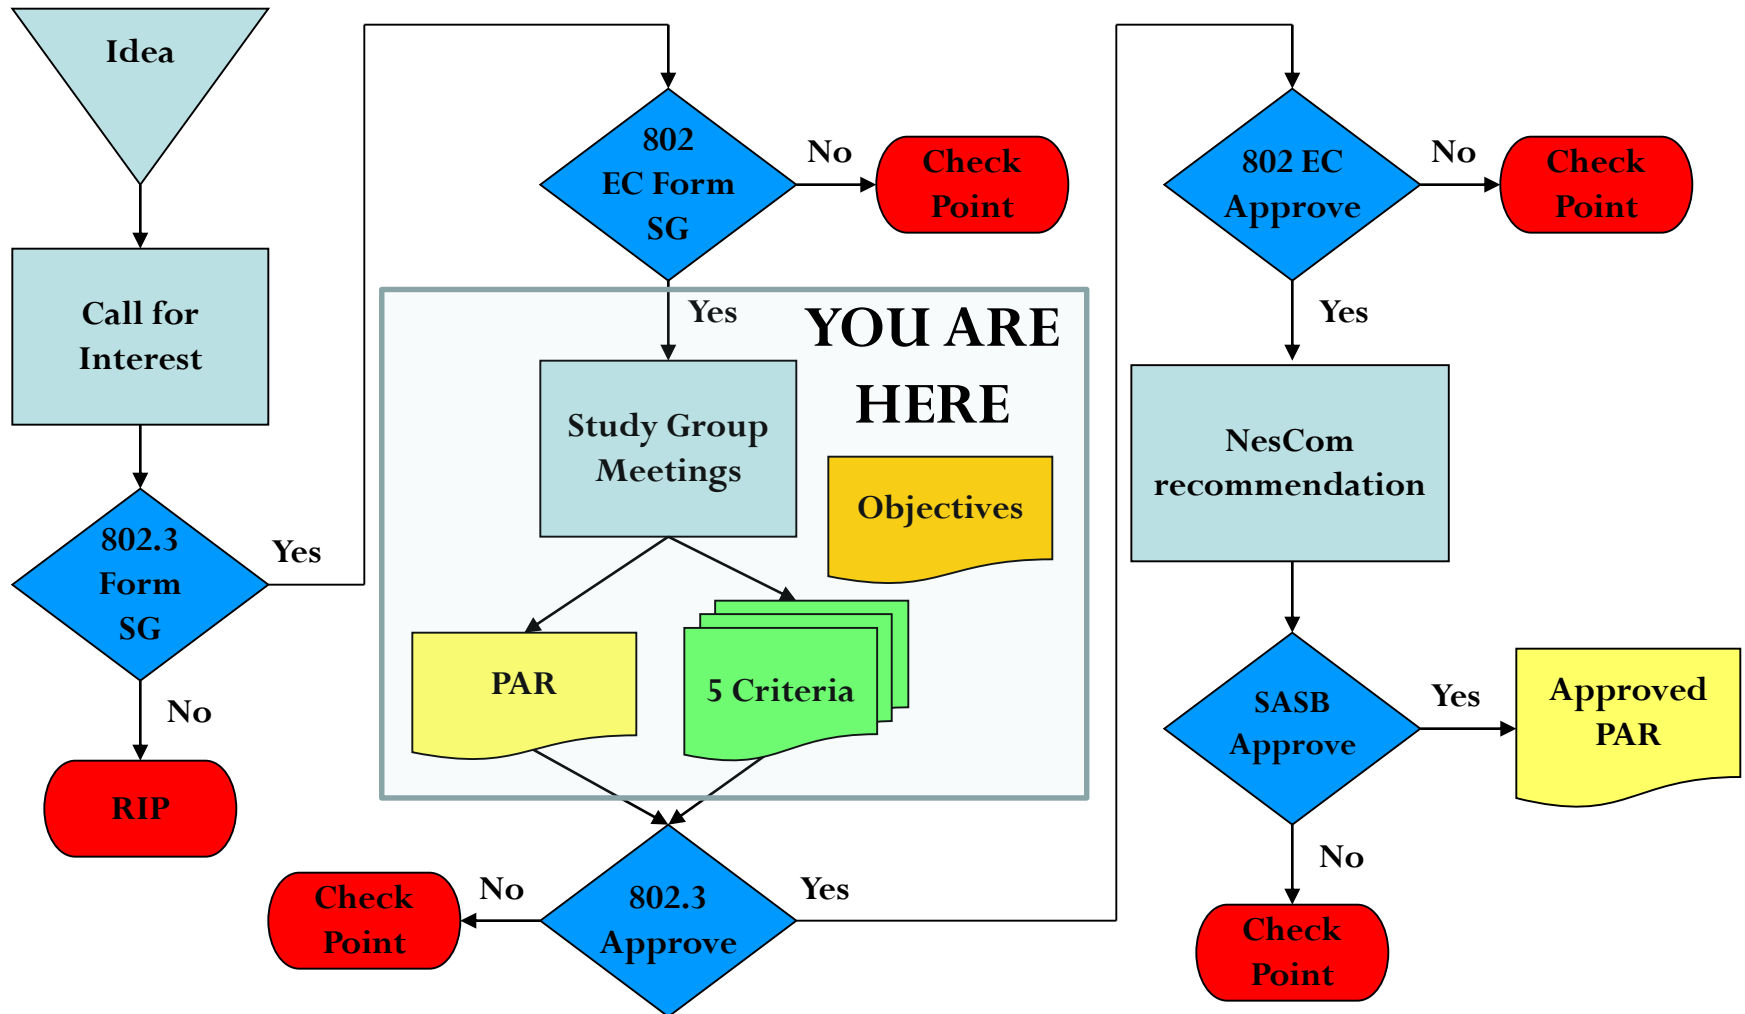 Idea
Call for
Interest
802.3
Form
SG
Yes
No
RIP
802
EC Form
SG
No
Check
Point
Yes
YOU ARE
HERE
Study Group
Meetings
Objectives
PAR
5 Criteria
802.3
Approve
No
Check
Point
Yes
802 EC
Approve
No
Check
Point
Yes
NesCom
recommendation
SASB
Approve
Yes
Approved
PAR
No
Check
Point